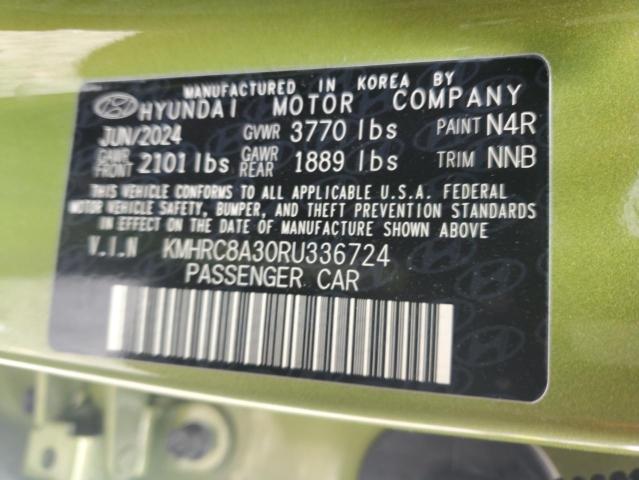 MANUFACTURED IN KOREA BY
HYUNDAI MOTOR COMPANY
JUN/2024 GVWR 3770 lbs PAINT N4R
GAWR FRONT 2101 lbs GAWR REAR 1889 lbs TRIM NNB
THIS VEHICLE CONFORMS TO ALL APPLICABLE U.S.A. FEDERAL
MOTOR VEHICLE SAFETY, BUMPER, AND THEFT PREVENTION STANDARDS
IN EFFECT ON THE DATE OF MANUFACTURE SHOWN ABOVE.
V.I.N KMHRC8A30RU336724
PASSENGER CAR